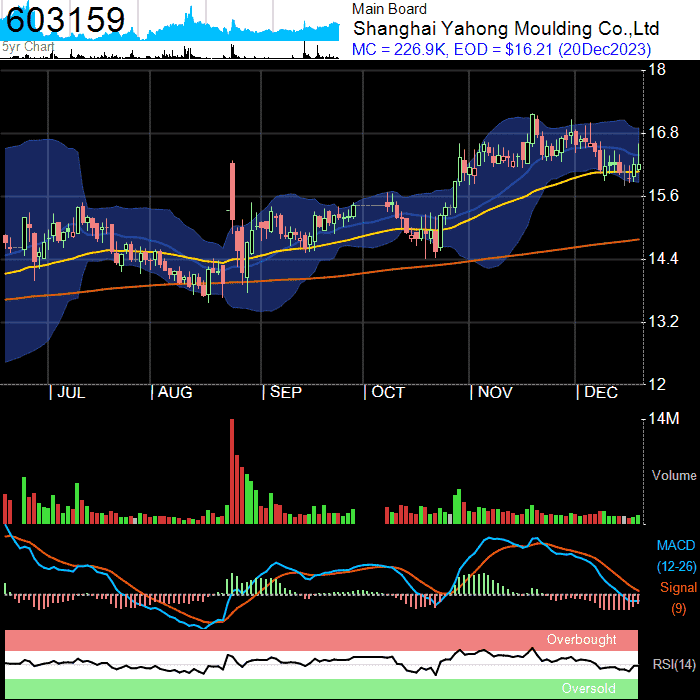 603159
5yr Chart
Main Board
Shanghai Yahong Moulding Co.,Ltd
MC = 226.9K, EOD = $16.21 (20Dec2023)
18
16.8
15.6
14.4
13.2
12
| JUL | AUG | SEP | OCT | NOV | DEC
14M
Volume
MACD
(12-26)
Signal
(9)
Overbought
RSI(14)
Oversold